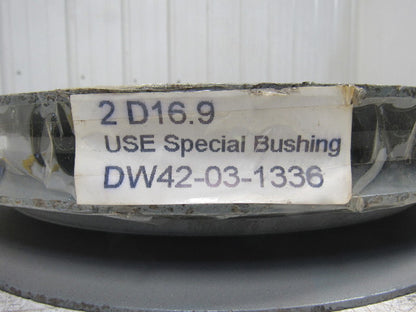 2 D16.9
USE Special Bushing
DW42-03-1336